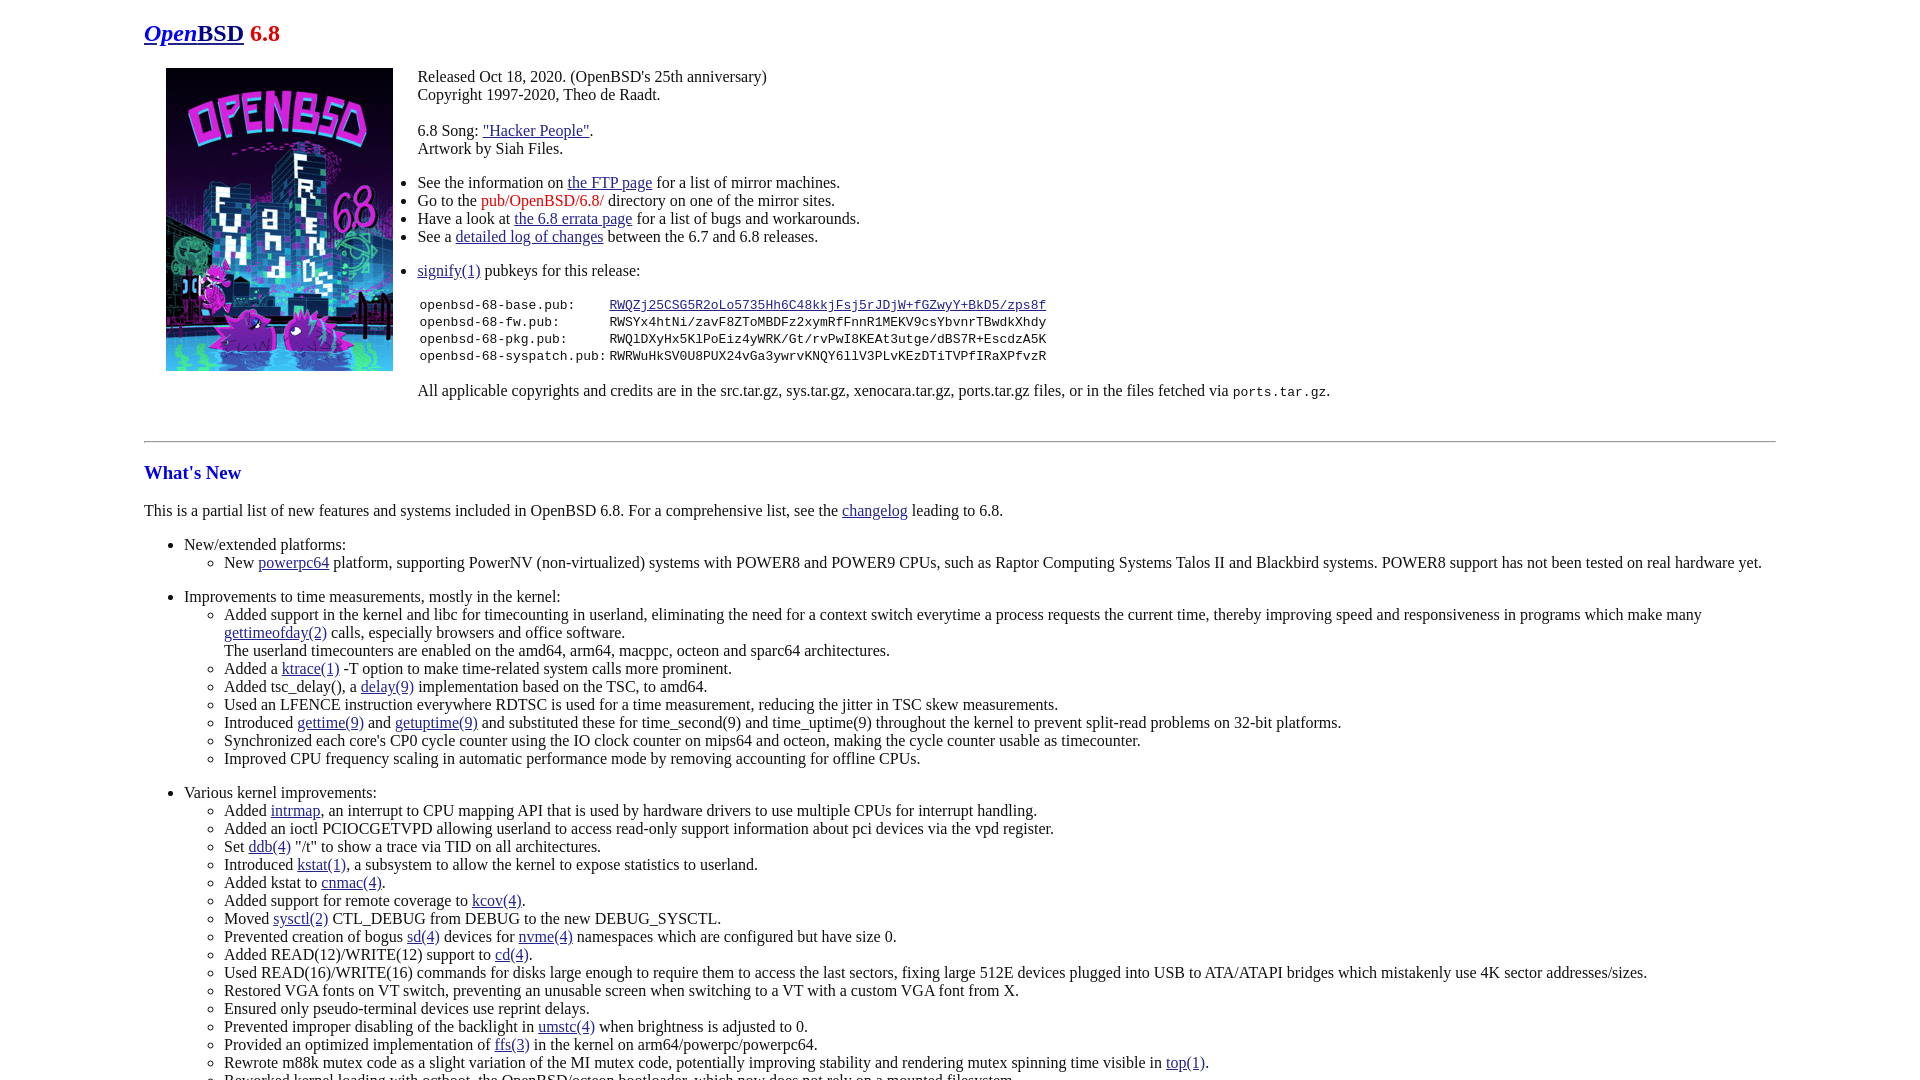 OpenBSD 6.8
OPENBSD
FUN and FRIENDS
68
Released Oct 18, 2020. (OpenBSD's 25th anniversary)
Copyright 1997-2020, Theo de Raadt.
6.8 Song: "Hacker People".
Artwork by Siah Files.
See the information on the FTP page for a list of mirror machines.
Go to the pub/OpenBSD/6.8/ directory on one of the mirror sites.
Have a look at the 6.8 errata page for a list of bugs and workarounds.
See a detailed log of changes between the 6.7 and 6.8 releases.
signify(1) pubkeys for this release:
openbsd-68-base.pub: RWQZj25CSG5R2oLo5735Hh6C48kkjFsj5rJDjW+fGZwyY+BkD5/zps8f
openbsd-68-fw.pub: RWSYx4htNi/zavF8ZToMBDFz2xymRfFnnR1MEKV9csYbvnrTBwdkXhdy
openbsd-68-pkg.pub: RWQlDXyHx5KlPoEiz4yWRK/Gt/rvPwI8KEAt3utge/dBS7R+EscdzA5K
openbsd-68-syspatch.pub: RWRWuHkSV0U8PUX24vGa3ywrvKNQY6llV3PLvKEzDTiTVPfIRaXPfvzR
All applicable copyrights and credits are in the src.tar.gz, sys.tar.gz, xenocara.tar.gz, ports.tar.gz files, or in the files fetched via ports.tar.gz.
What's New
This is a partial list of new features and systems included in OpenBSD 6.8. For a comprehensive list, see the changelog leading to 6.8.
New/extended platforms:
New powerpc64 platform, supporting PowerNV (non-virtualized) systems with POWER8 and POWER9 CPUs, such as Raptor Computing Systems Talos II and Blackbird systems. POWER8 support has not been tested on real hardware yet.
Improvements to time measurements, mostly in the kernel:
Added support in the kernel and libc for timecounting in userland, eliminating the need for a context switch everytime a process requests the current time, thereby improving speed and responsiveness in programs which make many
gettimeofday(2) calls, especially browsers and office software.
The userland timecounters are enabled on the amd64, arm64, macppc, octeon and sparc64 architectures.
Added a ktrace(1) -T option to make time-related system calls more prominent.
Added tsc_delay(), a delay(9) implementation based on the TSC, to amd64.
Used an LFENCE instruction everywhere RDTSC is used for a time measurement, reducing the jitter in TSC skew measurements.
Introduced gettime(9) and getuptime(9) and substituted these for time_second(9) and time_uptime(9) throughout the kernel to prevent split-read problems on 32-bit platforms.
Synchronized each core's CP0 cycle counter using the IO clock counter on mips64 and octeon, making the cycle counter usable as timecounter.
Improved CPU frequency scaling in automatic performance mode by removing accounting for offline CPUs.
Various kernel improvements:
Added intrmap, an interrupt to CPU mapping API that is used by hardware drivers to use multiple CPUs for interrupt handling.
Added an ioctl PCIOCGETVPD allowing userland to access read-only support information about pci devices via the vpd register.
Set ddb(4) "/t" to show a trace via TID on all architectures.
Introduced kstat(1), a subsystem to allow the kernel to expose statistics to userland.
Added kstat to cnmac(4).
Added support for remote coverage to kcov(4).
Moved sysctl(2) CTL_DEBUG from DEBUG to the new DEBUG_SYSCTL.
Prevented creation of bogus sd(4) devices for nvme(4) namespaces which are configured but have size 0.
Added READ(12)/WRITE(12) support to cd(4).
Used READ(16)/WRITE(16) commands for disks large enough to require them to access the last sectors, fixing large 512E devices plugged into USB to ATA/ATAPI bridges which mistakenly use 4K sector addresses/sizes.
Restored VGA fonts on VT switch, preventing an unusable screen when switching to a VT with a custom VGA font from X.
Ensured only pseudo-terminal devices use reprint delays.
Prevented improper disabling of the backlight in umstc(4) when brightness is adjusted to 0.
Provided an optimized implementation of ffs(3) in the kernel on arm64/powerpc/powerpc64.
Rewrote m88k mutex code as a slight variation of the MI mutex code, potentially improving stability and rendering mutex spinning time visible in top(1).
Reworked kernel loading with octboot, the OpenBSD/octeon bootloader, which now does not rely on a mounted filesystem.